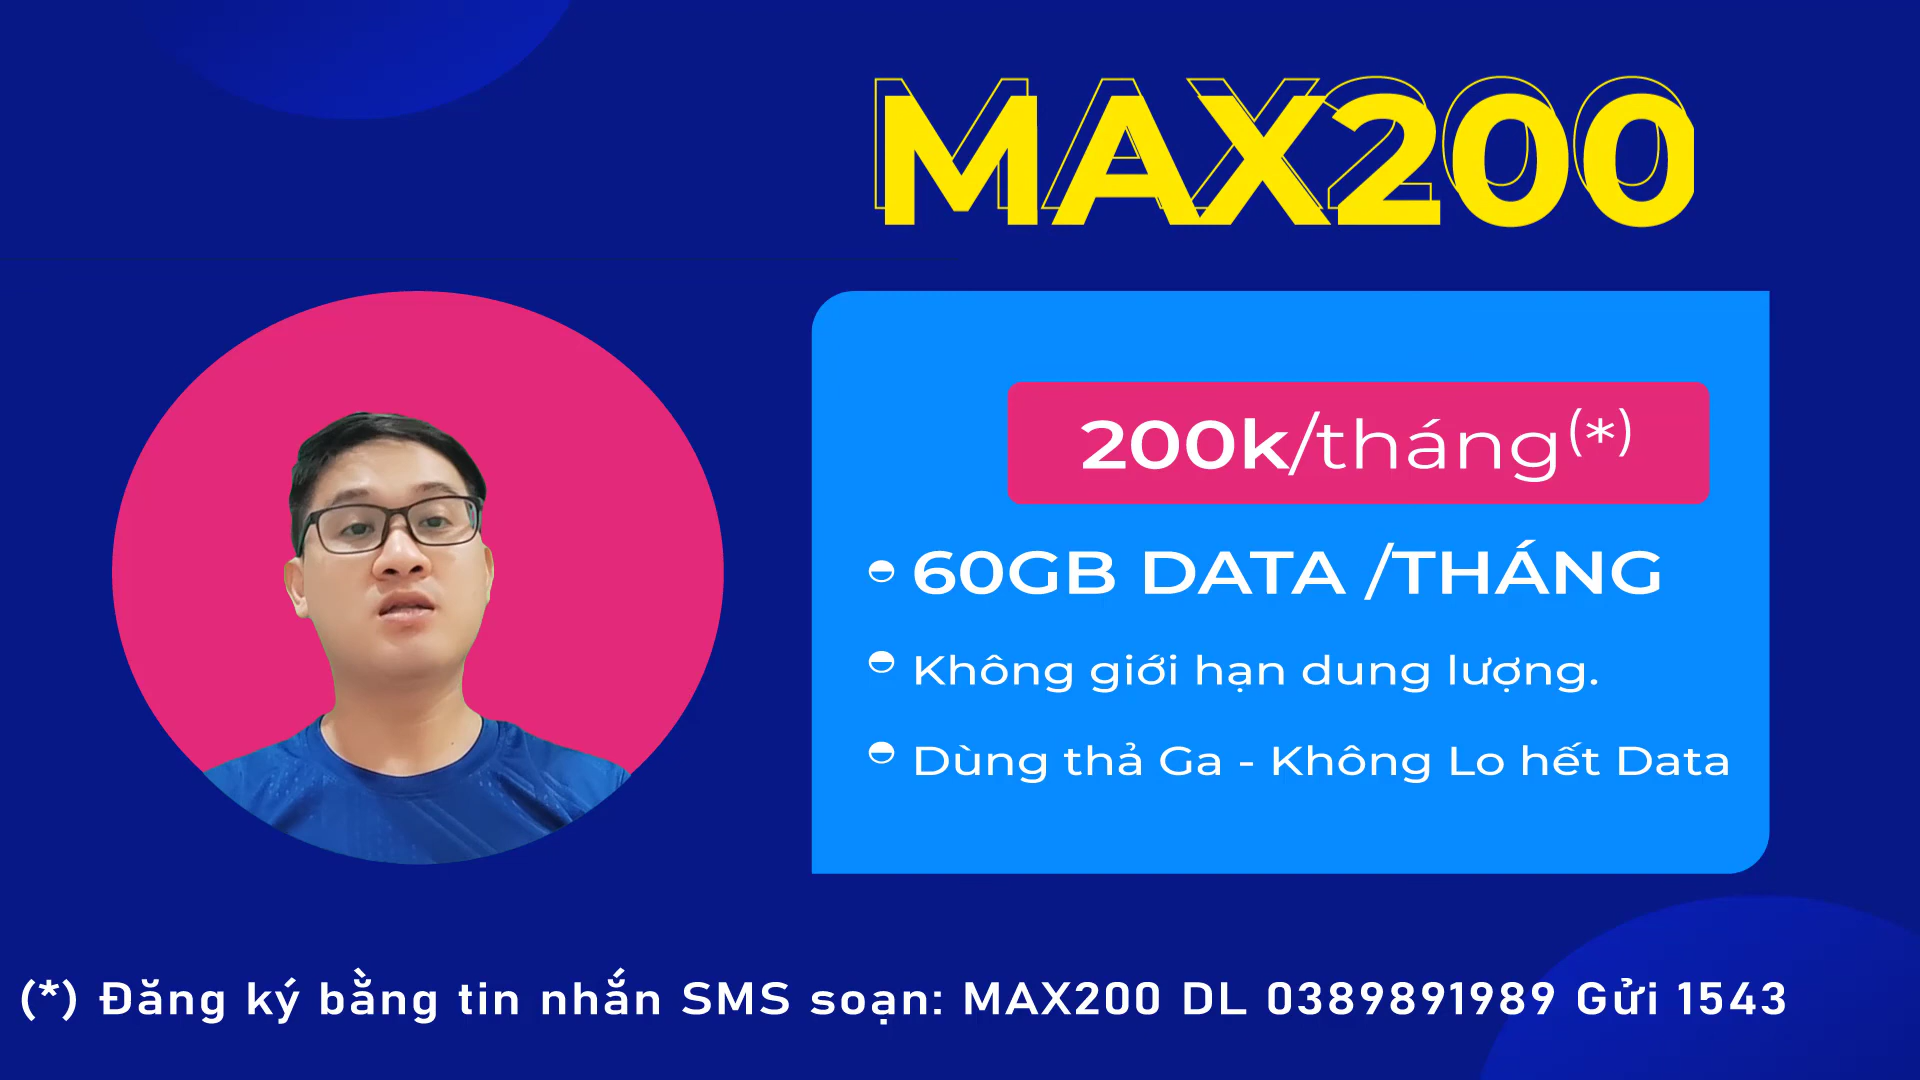 MAX200
200k/tháng(*)
60GB DATA /THÁNG
Không giới hạn dung lượng.
Dùng thả Ga - Không Lo hết Data
(*) Đăng ký bằng tin nhắn SMS soạn: MAX200 DL 0389891989 Gửi 1543